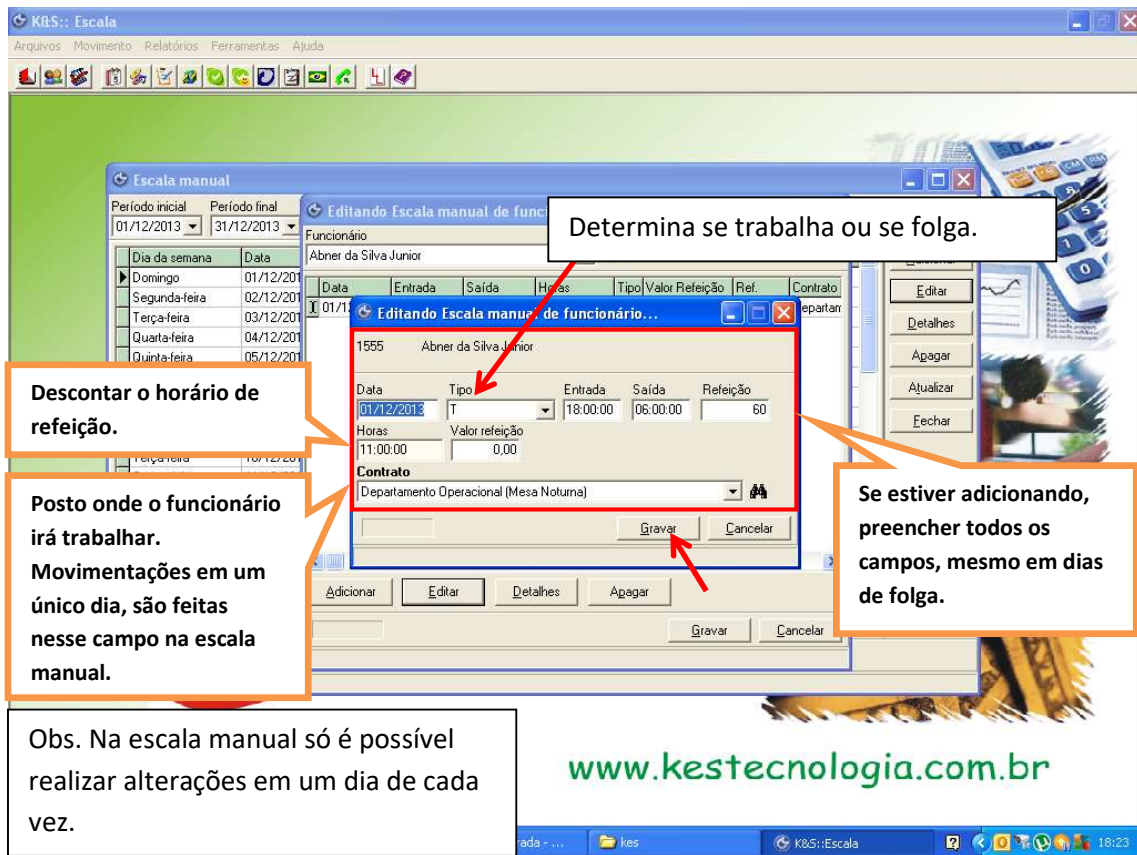 K&S:: Escala
Arquivos Movimento Relatórios Ferramentas Ajuda
Escala manual
Período inicial Período final
01/12/2013 31/12/2013
Dia da semana Data
Domingo 01/12/201
Segunda-feira 02/12/201
Terça-feira 03/12/201
Quarta-feira 04/12/201
Quinta-feira 05/12/201
Editando Escala manual de func
Funcionário
Abner da Silva Junior
Data Entrada Saída Horas Tipo Valor Refeição Ref. Contrato
01/1
epartan
Determina se trabalha ou se folga.
Editar
Detalhes
Apagar
Atualizar
Fechar
Editando Escala manual de funcionário...
1555 Abner da Silva Junior
Data Tipo Entrada Saída Refeição
01/12/2013 T 18:00:00 06:00:00 60
Horas Valor refeição
11:00:00 0,00
Contrato
Departamento Operacional (Mesa Noturna)
Gravar Cancelar
Adicionar Editar Detalhes Apagar
Gravar Cancelar
Descontar o horário de
refeição.
Posto onde o funcionário
irá trabalhar.
Movimentações em um
único dia, são feitas
nesse campo na escala
manual.
Se estiver adicionando,
preencher todos os
campos, mesmo em dias
de folga.
Obs. Na escala manual só é possível
realizar alterações em um dia de cada
vez.
www.kestecnologia.com.br
rada - ... kes K&S::Escala 18:23